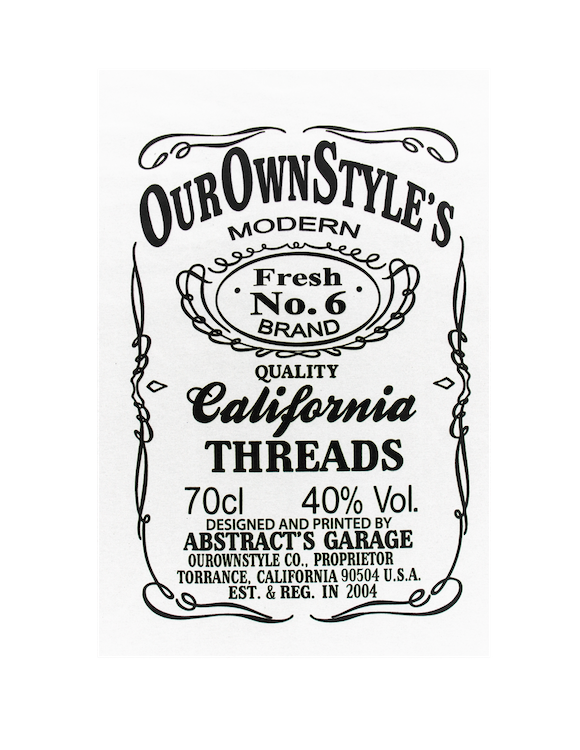 OUROWNSTYLE'S
MODERN
Fresh
No. 6
BRAND
QUALITY
California
THREADS
70cl 40% Vol.
DESIGNED AND PRINTED BY
ABSTRACT'S GARAGE
OUROWNSTYLE CO., PROPRIETOR
TORRANCE, CALIFORNIA 90504 U.S.A.
EST. & REG. IN 2004